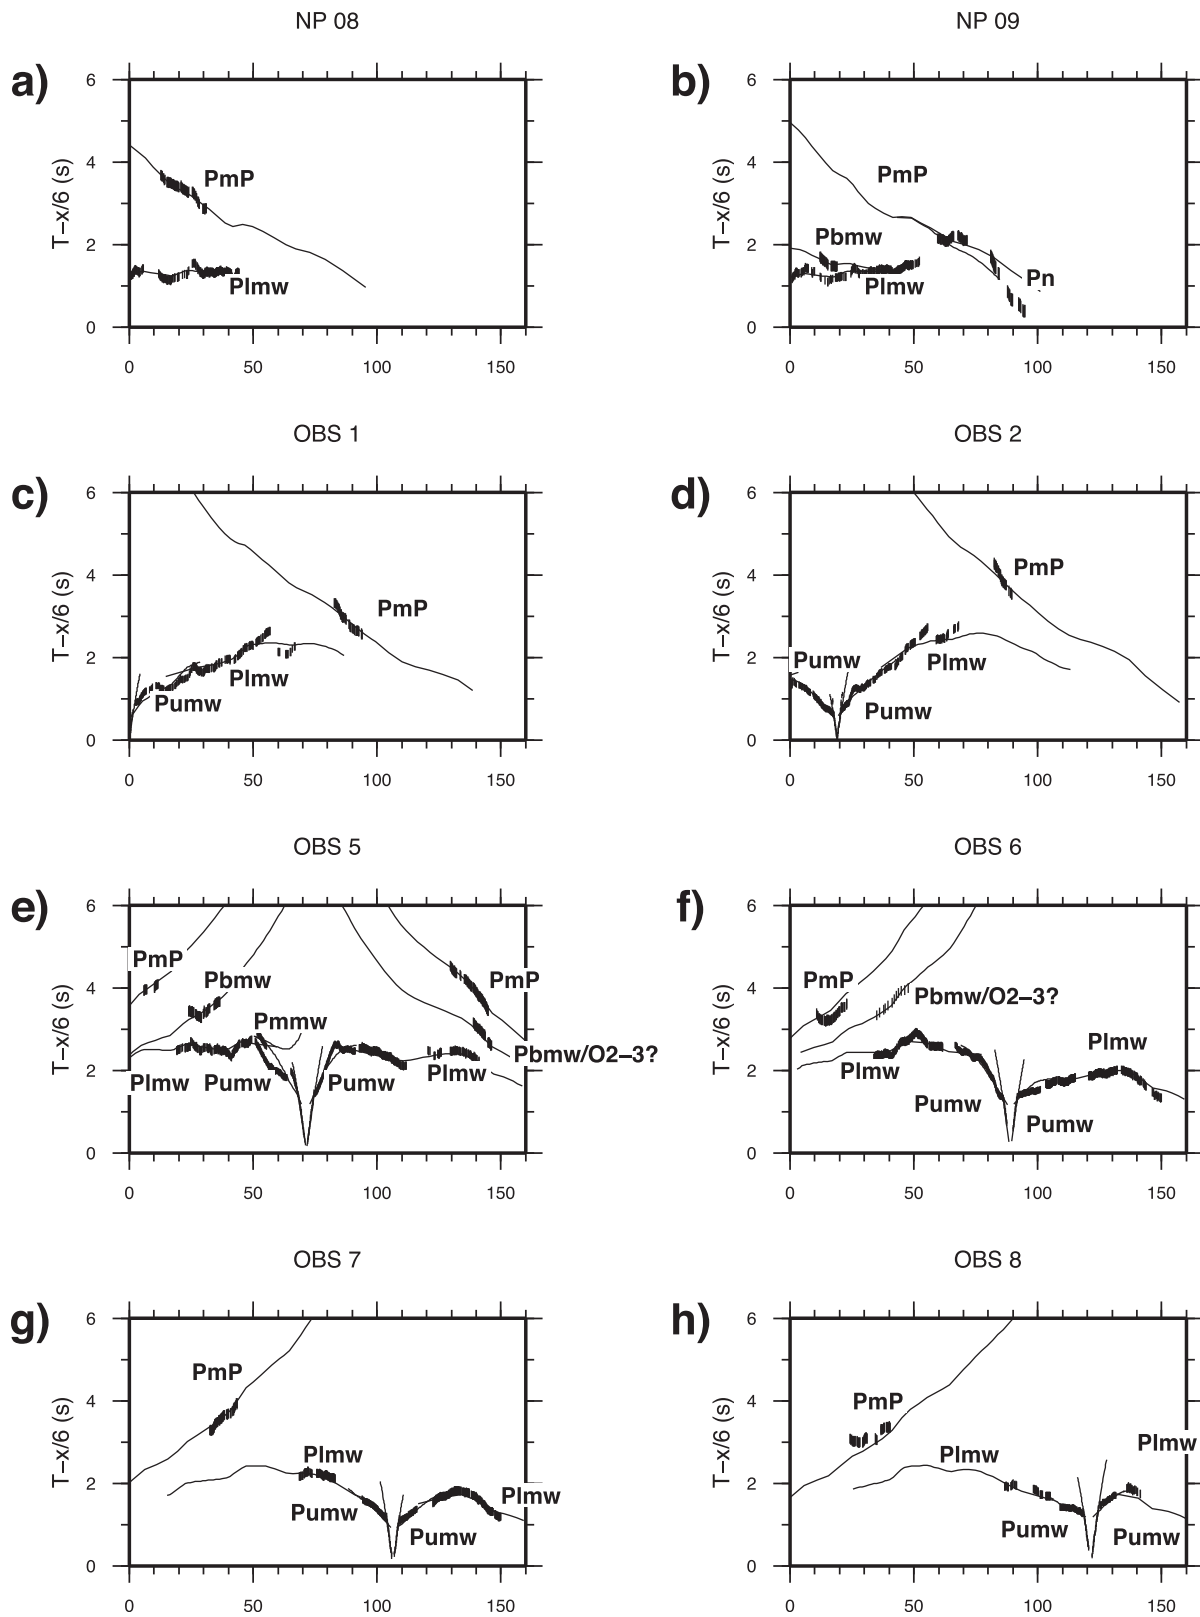 NP 08
NP 09
a)
b)
6
4
2
0
T–x/6 (s)
PmP
Plmw
0 50 100 150
6
4
2
0
T–x/6 (s)
PmP
Pbmw
Plmw
Pn
0 50 100 150
OBS 1
OBS 2
c)
d)
6
4
2
0
T–x/6 (s)
PmP
Plmw
Pumw
0 50 100 150
6
4
2
0
T–x/6 (s)
PmP
Pumw
Plmw
Pumw
0 50 100 150
OBS 5
OBS 6
e)
f)
6
4
2
0
T–x/6 (s)
PmP
Pbmw
PmP
Pmmw
Pbmw/O2–3?
Plmw
Pumw
Pumw
Plmw
0 50 100 150
6
4
2
0
T–x/6 (s)
PmP
Pbmw/O2–3?
Plmw
Plmw
Pumw
Pumw
0 50 100 150
OBS 7
OBS 8
g)
h)
6
4
2
0
T–x/6 (s)
PmP
Plmw
Plmw
Pumw
Pumw
0 50 100 150
6
4
2
0
T–x/6 (s)
PmP
Plmw
Plmw
Pumw
Pumw
0 50 100 150